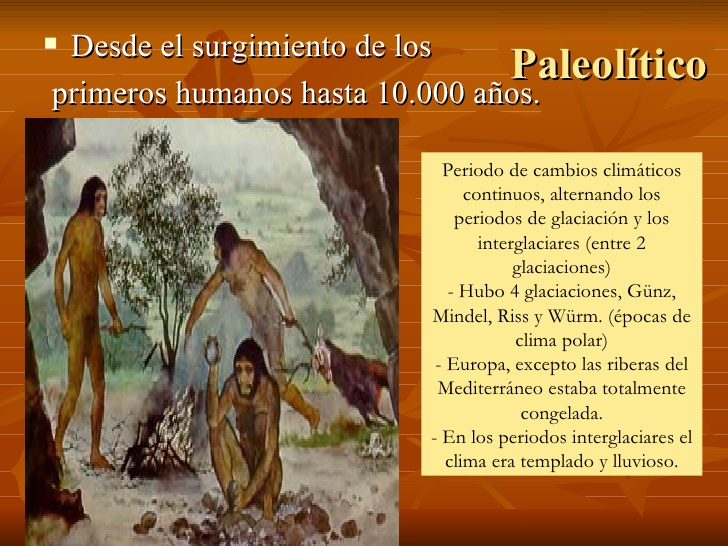 Paleolítico
■ Desde el surgimiento de los
primeros humanos hasta 10.000 años.
Periodo de cambios climáticos
continuos, alternando los
periodos de glaciación y los
interglaciares (entre 2
glaciaciones)
- Hubo 4 glaciaciones, Günz,
Mindel, Riss y Würm. (épocas de
clima polar)
- Europa, excepto las riberas del
Mediterráneo estaba totalmente
congelada.
- En los periodos interglaciares el
clima era templado y lluvioso.